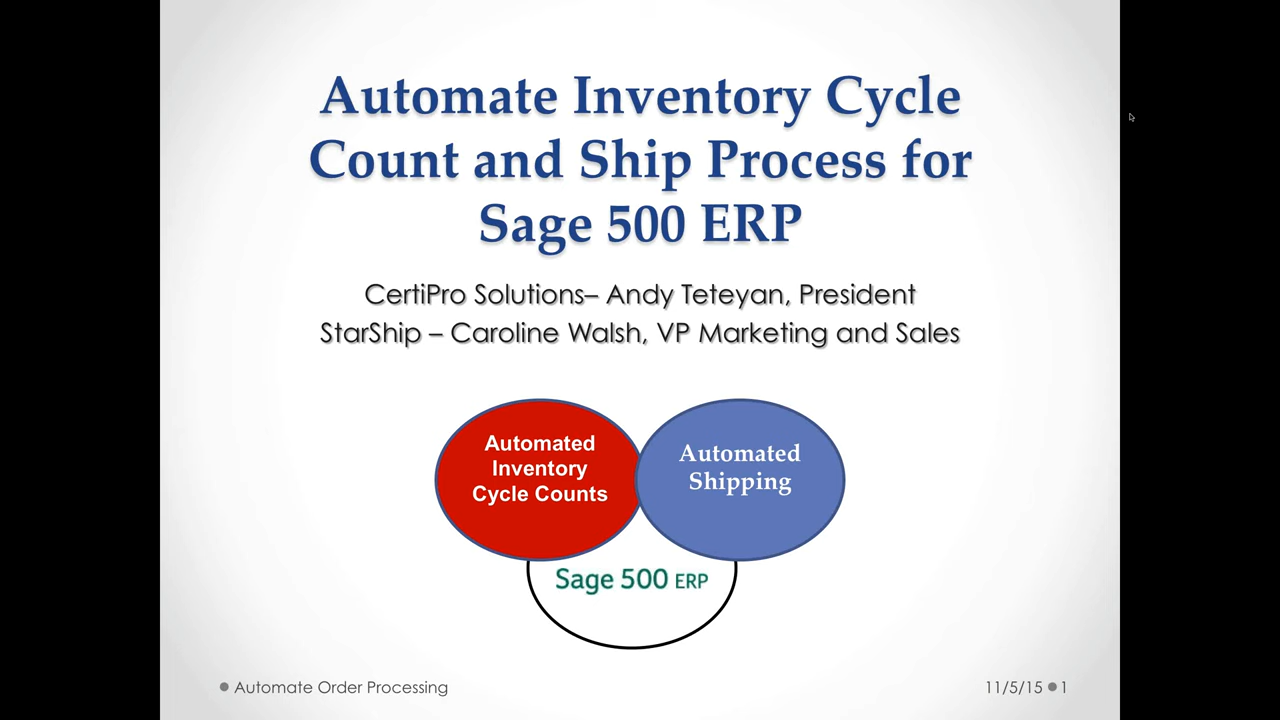 Automate Inventory Cycle
Count and Ship Process for
Sage 500 ERP
CertiPro Solutions– Andy Teteyan, President
StarShip – Caroline Walsh, VP Marketing and Sales
Automated
Inventory
Cycle Counts
Automated
Shipping
Sage 500 ERP
Automate Order Processing
11/5/15 1